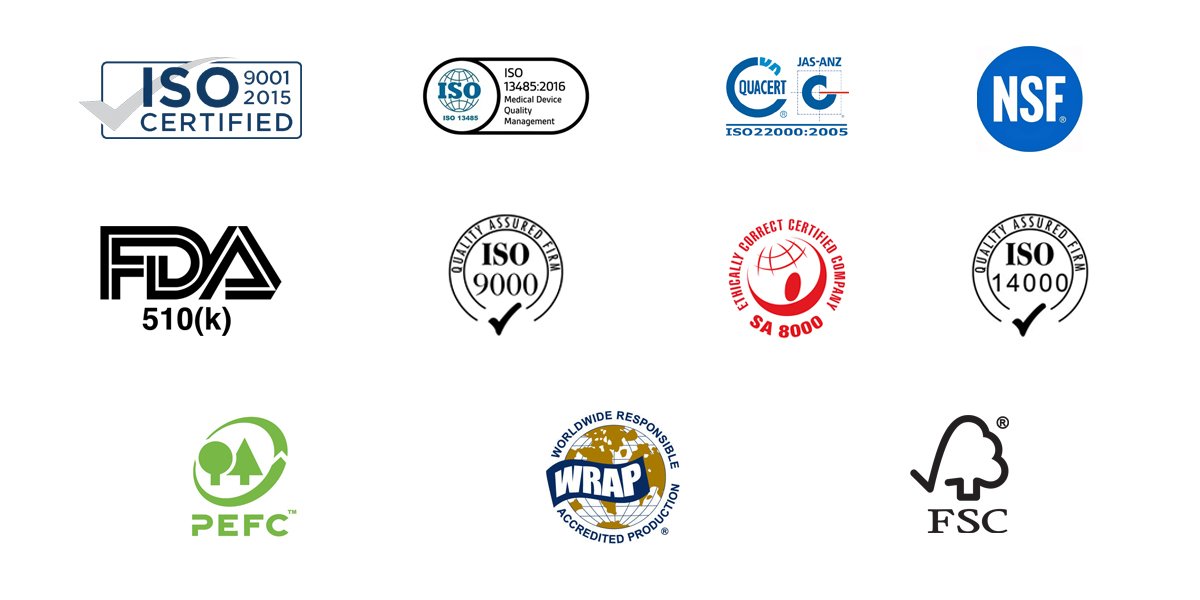 ISO 9001
2015
CERTIFIED
ISO
ISO 13485
ISO
13485:2016
Medical Device
Quality
Management
QUACERT
®
JAS-ANZ
ISO22000:2005
NSF
®
FDA
510(k)
QUALITY ASSURED FIRM
ISO
9000
ETHICALLY CORRECT CERTIFIED COMPANY
SA 8000
QUALITY ASSURED FIRM
ISO
14000
PEFC™
WORLDWIDE RESPONSIBLE
WRAP
ACCREDITED PRODUCTION ®
®
FSC